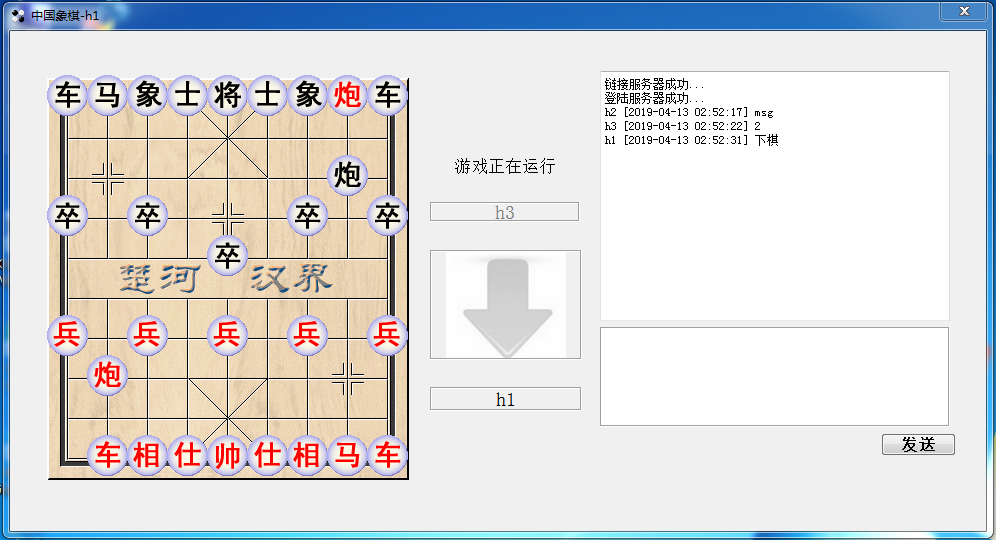 中国象棋-h1
车马象士将士象炮车
炮
卒卒卒卒
卒
楚河 汉界
兵兵兵兵兵
炮
车相仕帅仕相马车
游戏正在运行
h3
h1
链接服务器成功...
登陆服务器成功...
h2 [2019-04-13 02:52:17] msg
h3 [2019-04-13 02:52:22] 2
h1 [2019-04-13 02:52:31] 下棋
发送